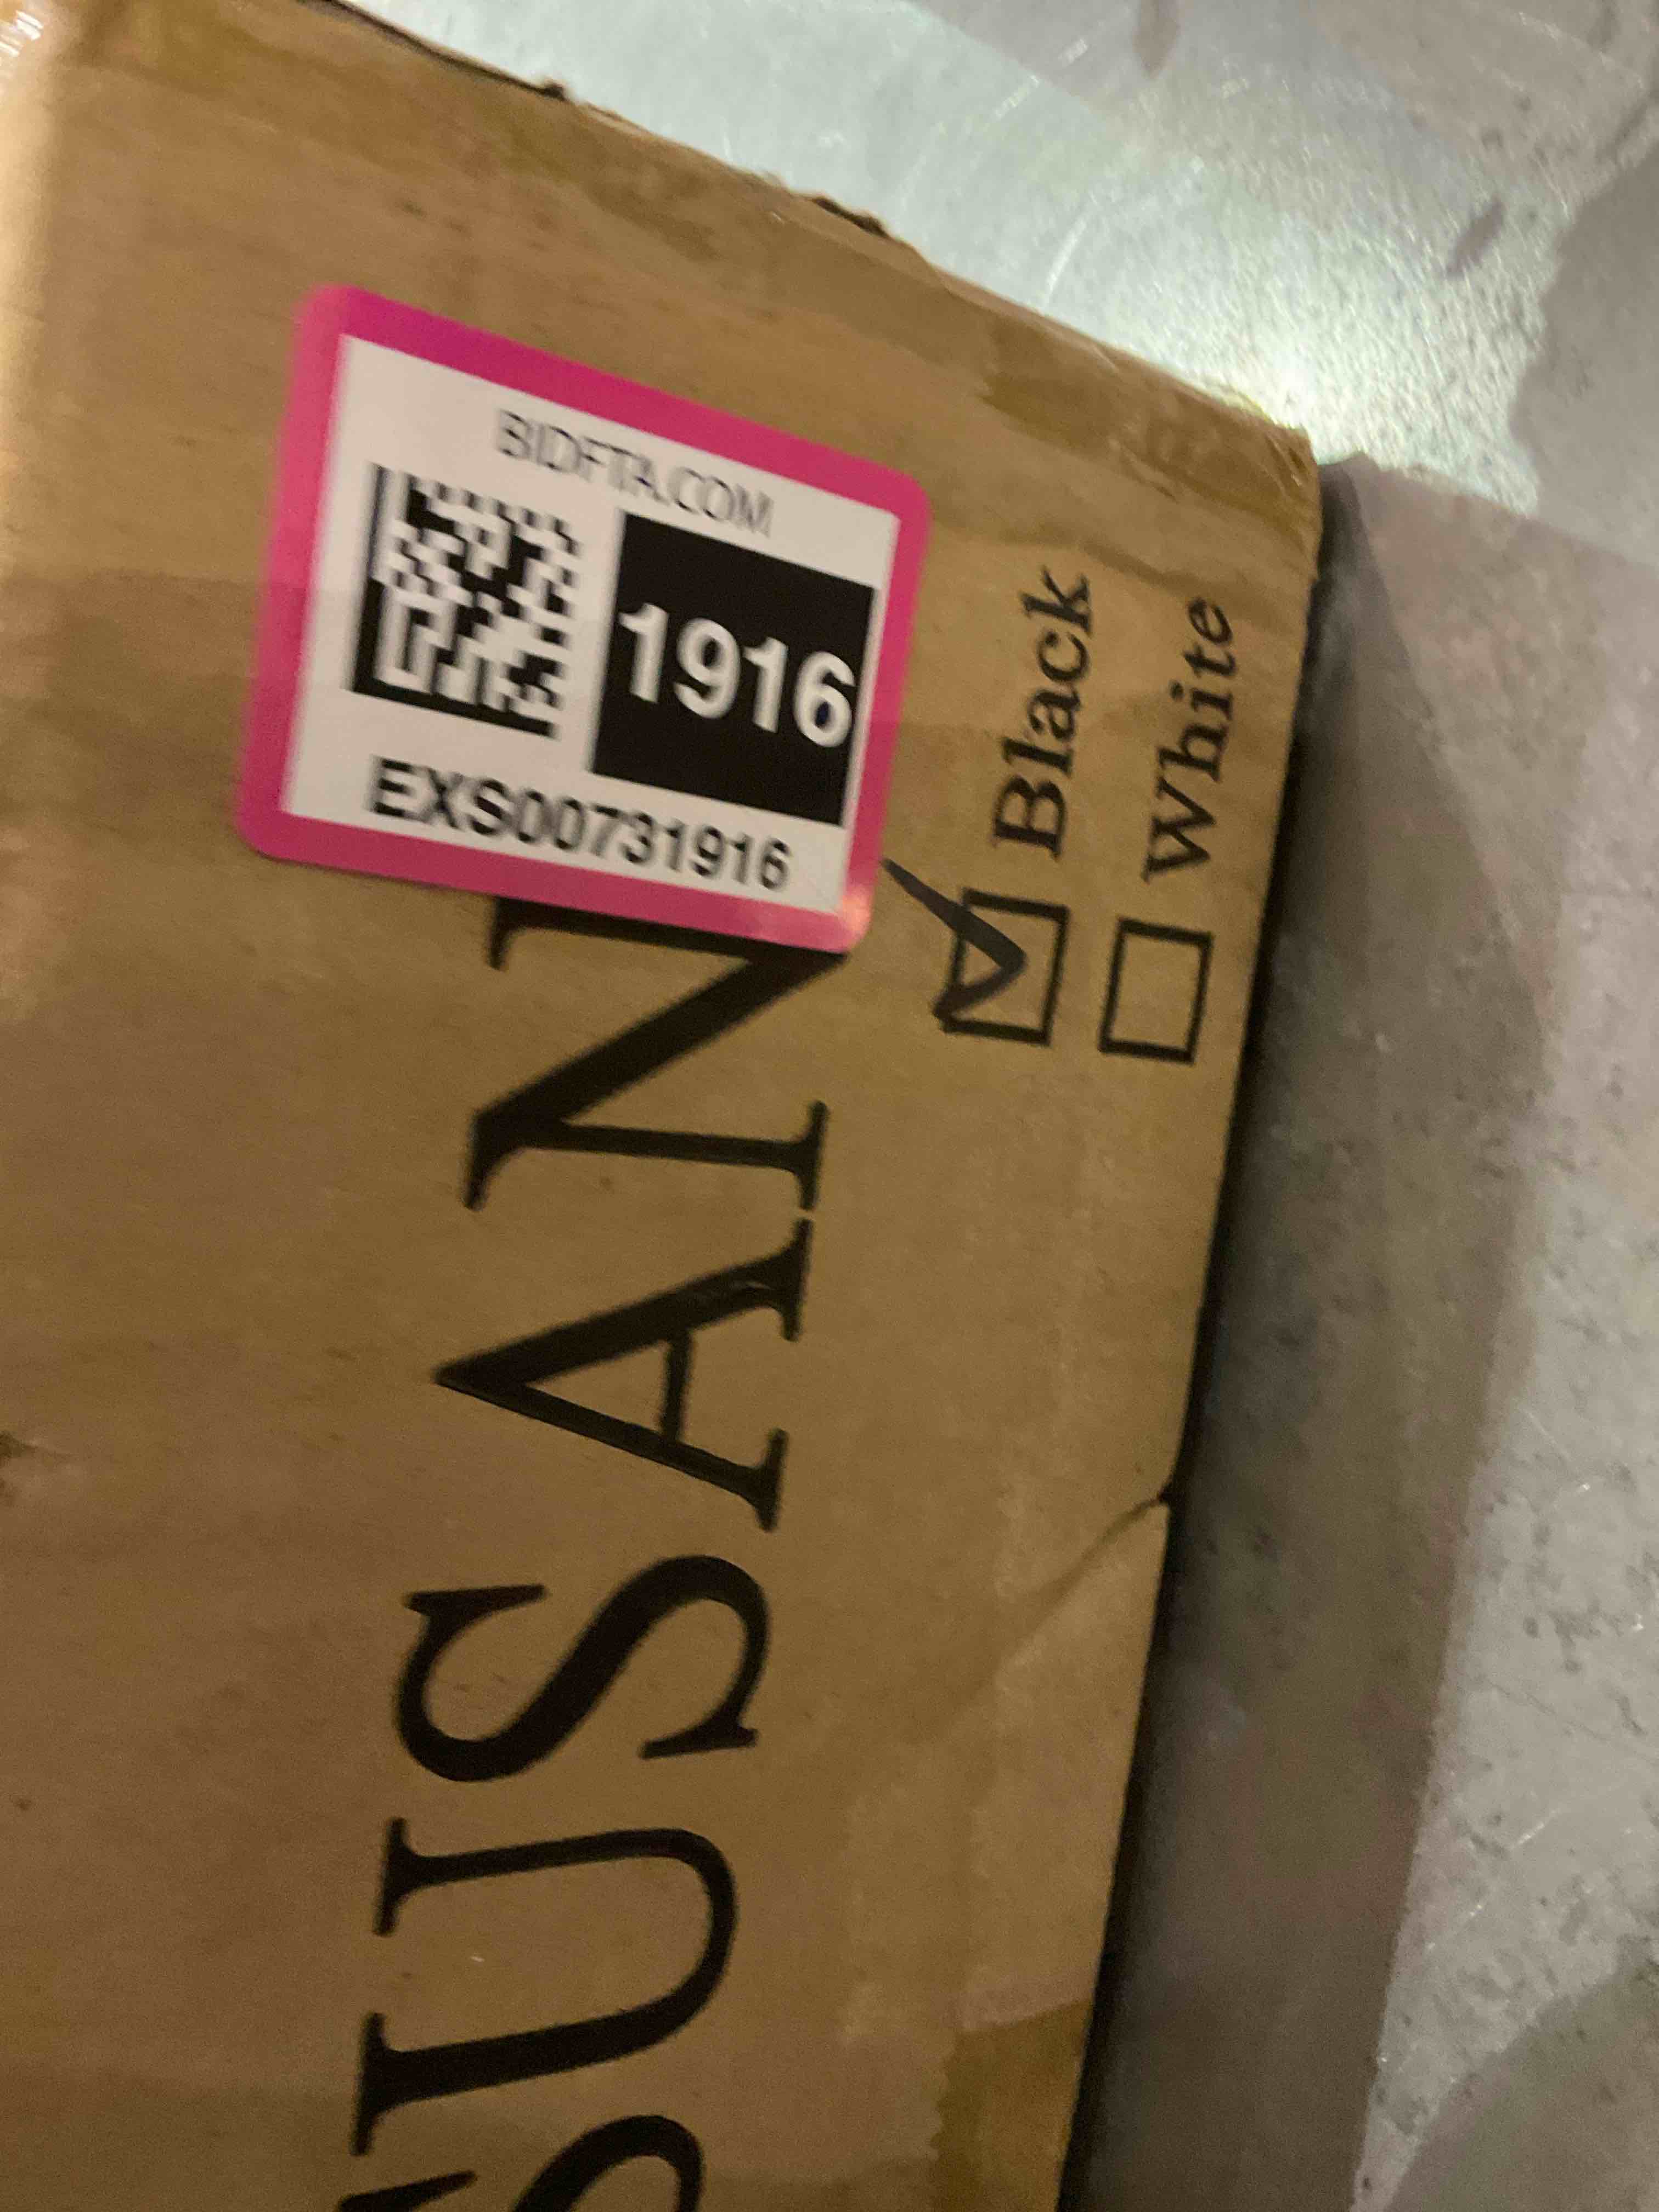 BIDFTA.COM
1916
EXS00731916
SUSAN
Black
White